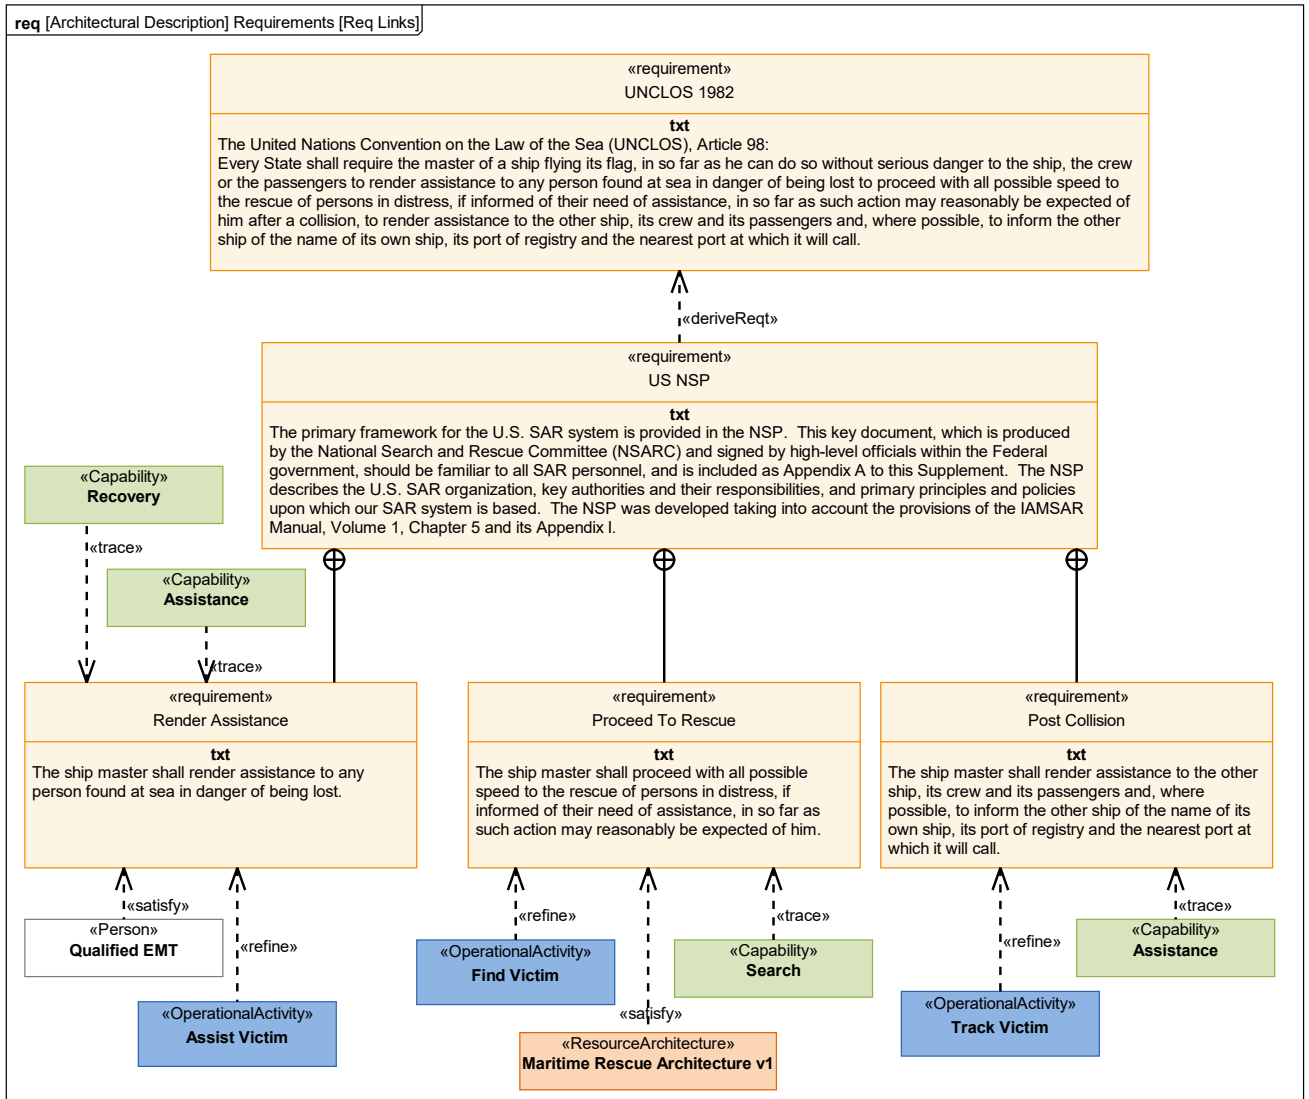 req [Architectural Description] Requirements [Req Links]
«requirement»
UNCLOS 1982
txt
The United Nations Convention on the Law of the Sea (UNCLOS), Article 98:
Every State shall require the master of a ship flying its flag, in so far as he can do so without serious danger to the ship, the crew
or the passengers to render assistance to any person found at sea in danger of being lost to proceed with all possible speed to
the rescue of persons in distress, if informed of their need of assistance, in so far as such action may reasonably be expected of
him after a collision, to render assistance to the other ship, its crew and its passengers and, where possible, to inform the other
ship of the name of its own ship, its port of registry and the nearest port at which it will call.
«deriveReqt»
«requirement»
US NSP
txt
The primary framework for the U.S. SAR system is provided in the NSP.  This key document, which is produced
by the National Search and Rescue Committee (NSARC) and signed by high-level officials within the Federal
government, should be familiar to all SAR personnel, and is included as Appendix A to this Supplement.  The NSP
describes the U.S. SAR organization, key authorities and their responsibilities, and primary principles and policies
upon which our SAR system is based.  The NSP was developed taking into account the provisions of the IAMSAR
Manual, Volume 1, Chapter 5 and its Appendix I.
«Capability»
Recovery
«trace»
«Capability»
Assistance
«trace»
«requirement»
Render Assistance
txt
The ship master shall render assistance to any
person found at sea in danger of being lost.
«requirement»
Proceed To Rescue
txt
The ship master shall proceed with all possible
speed to the rescue of persons in distress, if
informed of their need of assistance, in so far as
such action may reasonably be expected of him.
«requirement»
Post Collision
txt
The ship master shall render assistance to the other
ship, its crew and its passengers and, where
possible, to inform the other ship of the name of its
own ship, its port of registry and the nearest port at
which it will call.
«satisfy»
«Person»
Qualified EMT
«refine»
«OperationalActivity»
Assist Victim
«refine»
«OperationalActivity»
Find Victim
«trace»
«Capability»
Search
«satisfy»
«ResourceArchitecture»
Maritime Rescue Architecture v1
«refine»
«OperationalActivity»
Track Victim
«trace»
«Capability»
Assistance